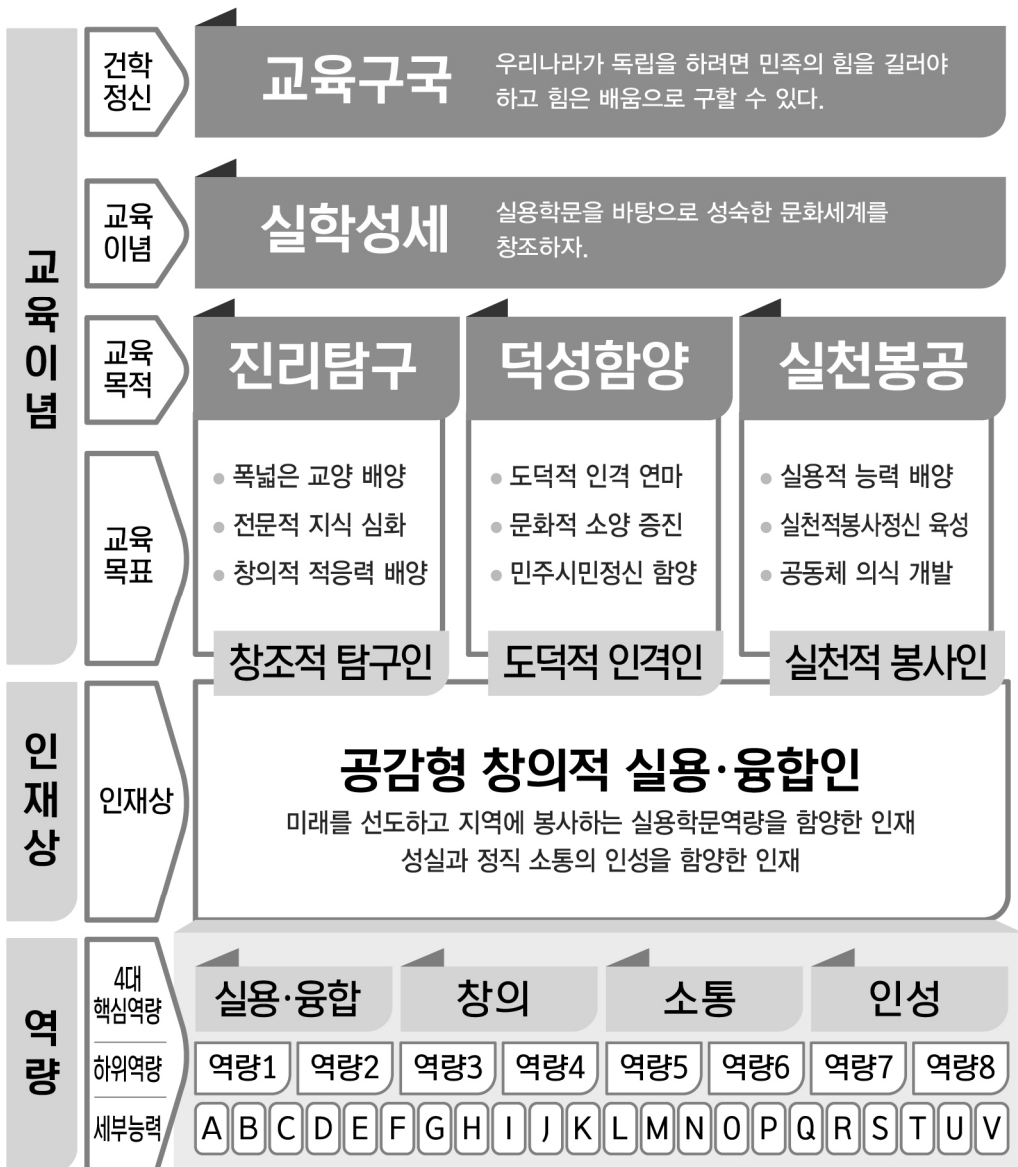 교육이념
건학
정신
교육구국
우리나라가 독립을 하려면 민족의 힘을 길러야
하고 힘은 배움으로 구할 수 있다.
교육
이념
실학성세
실용학문을 바탕으로 성숙한 문화세계를
창조하자.
교육
목적
진리탐구
덕성함양
실천봉공
교육
목표
폭넓은 교양 배양
전문적 지식 심화
창의적 적응력 배양
창조적 탐구인
도덕적 인격 연마
문화적 소양 증진
민주시민정신 함양
도덕적 인격인
실용적 능력 배양
실천적봉사정신 육성
공동체 의식 개발
실천적 봉사인
인재상
인재상
공감형 창의적 실용·융합인
미래를 선도하고 지역에 봉사하는 실용학문역량을 함양한 인재
성실과 정직 소통의 인성을 함양한 인재
역량
4대
핵심역량
실용·융합
창의
소통
인성
하위역량
역량1 역량2 역량3 역량4 역량5 역량6 역량7 역량8
세부능력
A B C D E F G H I J K L M N O P Q R S T U V